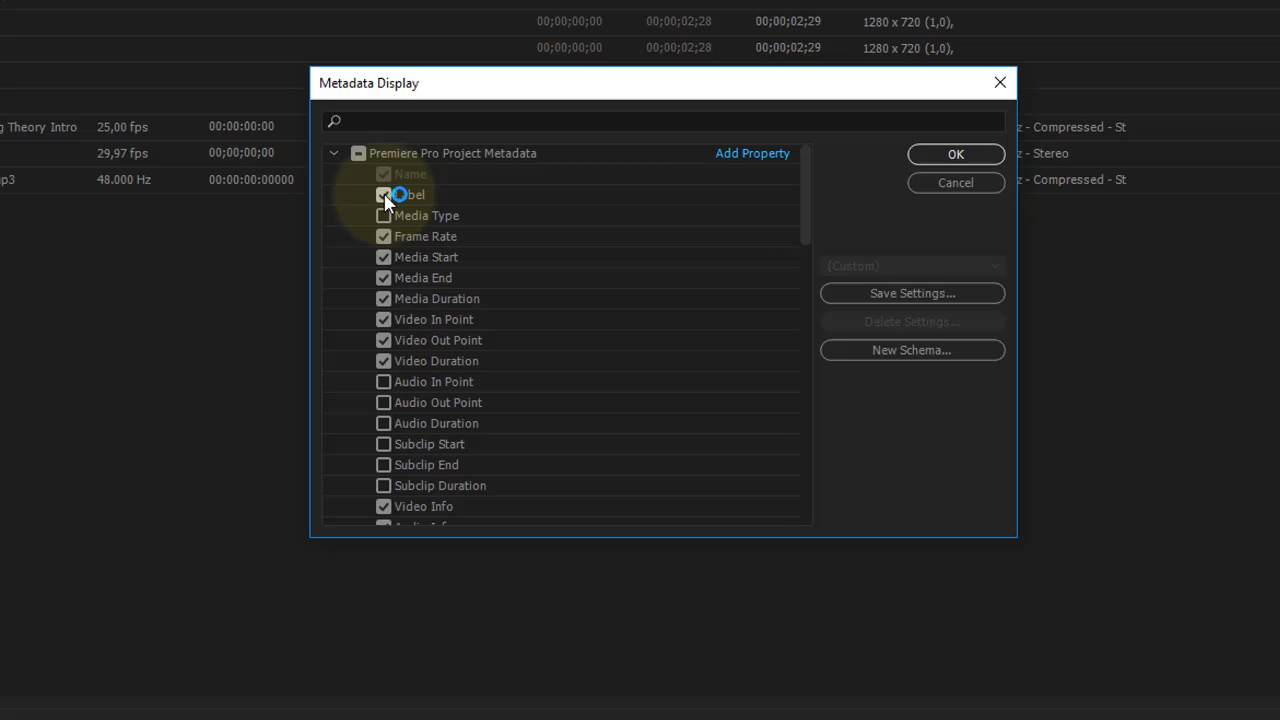 00;00;00;00 00;00;02;28 00;00;02;29 1280 x 720 (1,0),
00;00;00;00 00;00;02;28 00;00;02;29 1280 x 720 (1,0),
Metadata Display
g Theory Intro 25,00 fps 00:00:00:00 z - Compressed - St
29,97 fps 00;00;00;00 z - Stereo
p3 48.000 Hz 00:00:00:00000 z - Compressed - St
Premiere Pro Project Metadata Add Property
Name
bel
Media Type
Frame Rate
Media Start
Media End
Media Duration
Video In Point
Video Out Point
Video Duration
Audio In Point
Audio Out Point
Audio Duration
Subclip Start
Subclip End
Subclip Duration
Video Info
OK
Cancel
(Custom)
Save Settings...
Delete Settings...
New Schema...